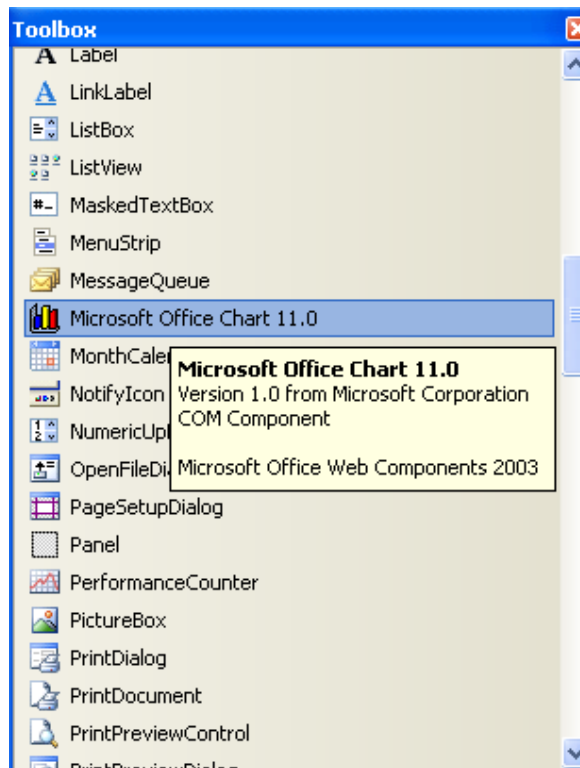 Toolbox
Label
LinkLabel
ListBox
ListView
MaskedTextBox
MenuStrip
MessageQueue
Microsoft Office Chart 11.0
MonthCale
Microsoft Office Chart 11.0
Version 1.0 from Microsoft Corporation
COM Component
Microsoft Office Web Components 2003
NotifyIcon
NumericUp
OpenFileDi
PageSetupDialog
Panel
PerformanceCounter
PictureBox
PrintDialog
PrintDocument
PrintPreviewControl
PrintPreviewDialog